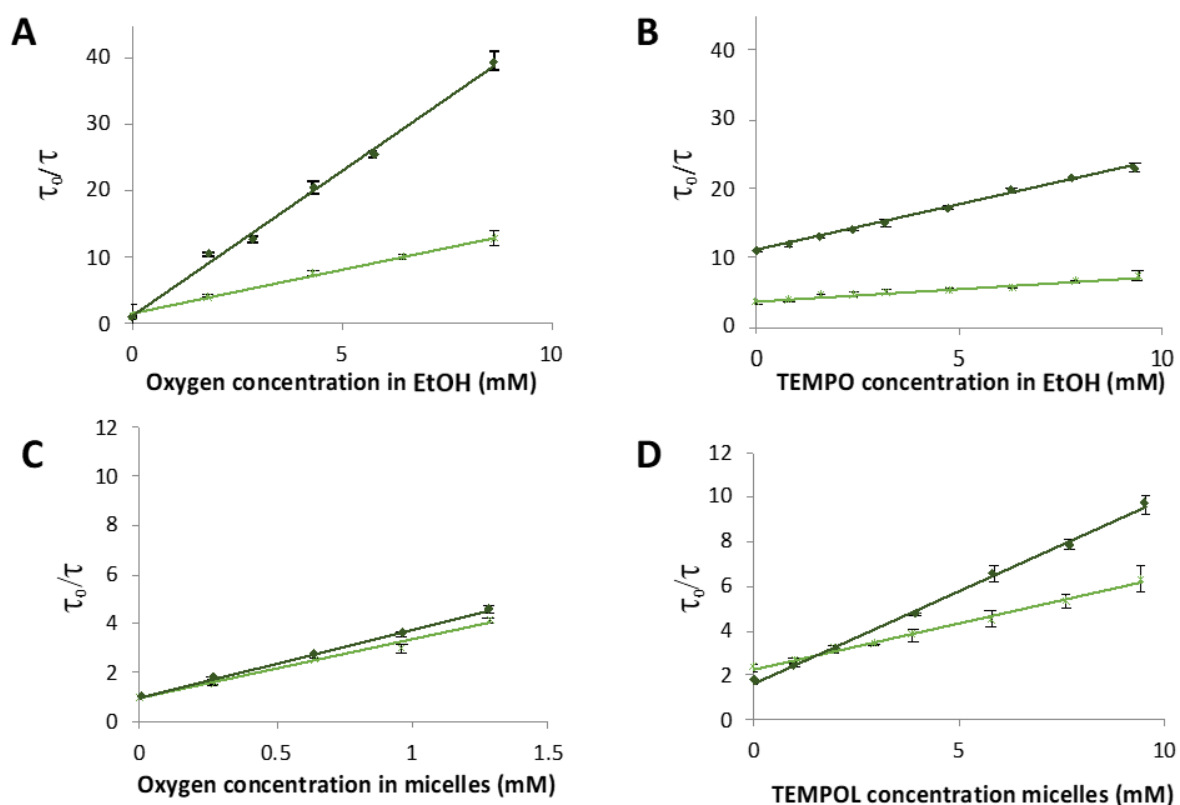 A
τ₀/τ
40
30
20
10
0
0 5 10
Oxygen concentration in EtOH (mM)
B
τ₀/τ
40
30
20
10
0
0 5 10
TEMPO concentration in EtOH (mM)
C
τ₀/τ
12
10
8
6
4
2
0
0 0.5 1 1.5
Oxygen concentration in micelles (mM)
D
τ₀/τ
12
10
8
6
4
2
0
0 5 10
TEMPOL concentration micelles (mM)